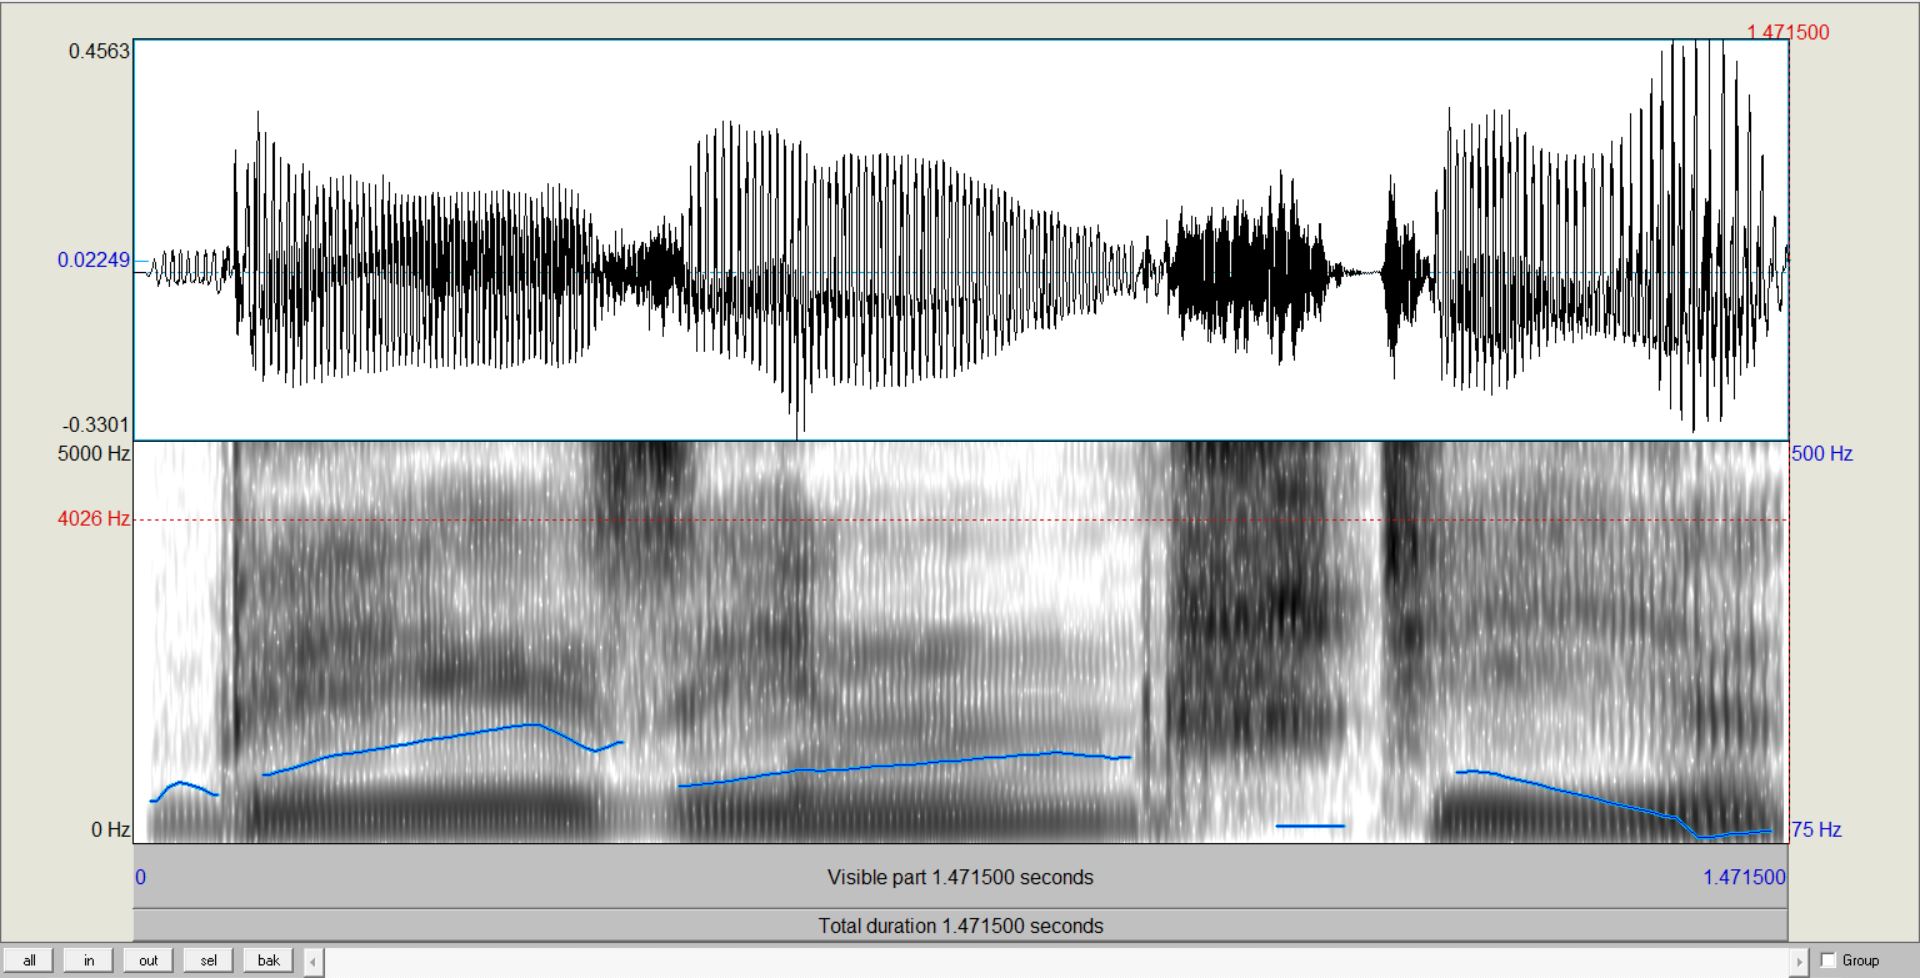 1.471500
0.4563
0.02249
-0.3301
5000 Hz
500 Hz
4026 Hz
0 Hz
75 Hz
0
Visible part 1.471500 seconds
1.471500
Total duration 1.471500 seconds
all
in
out
sel
bak
Group